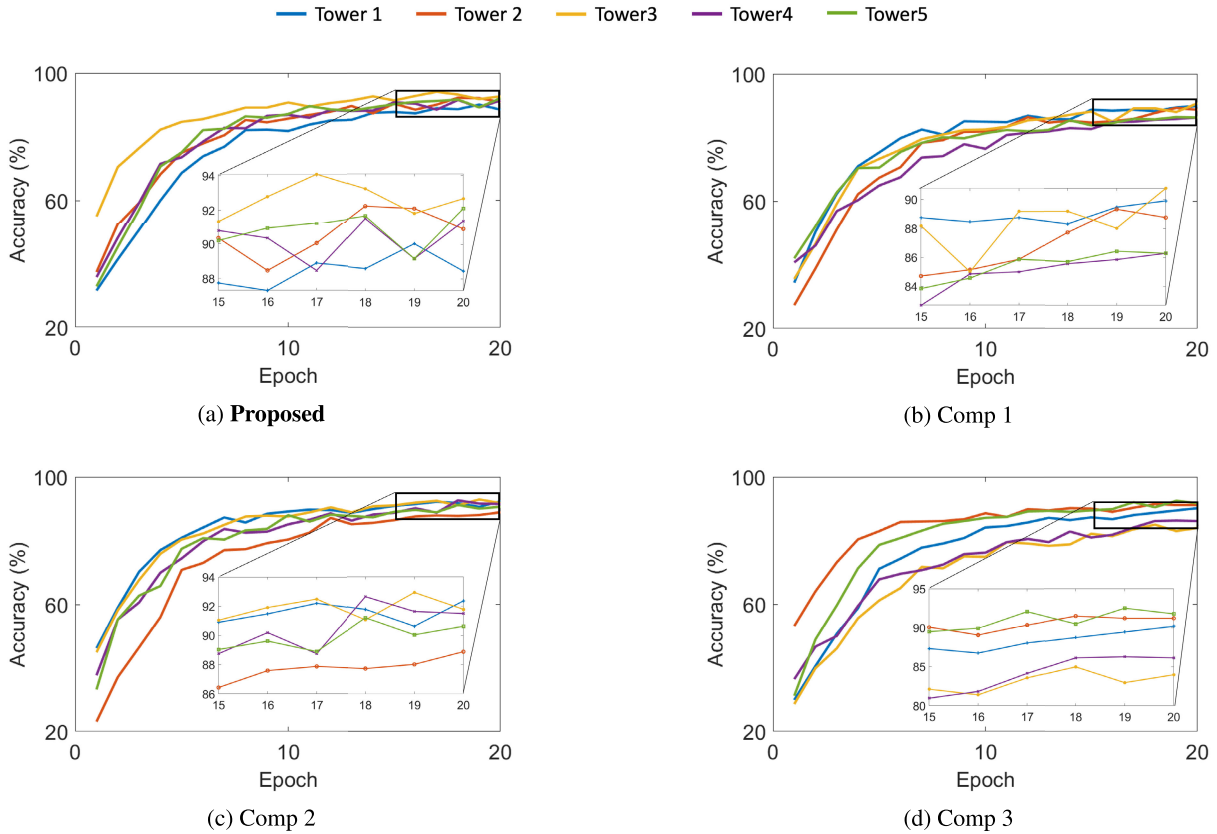 Tower 1 Tower 2 Tower3 Tower4 Tower5
100
60
20
Accuracy (%)
94
92
90
88
15 16 17 18 19 20
0 10 20
Epoch
(a) Proposed
100
60
20
Accuracy (%)
90
88
86
84
15 16 17 18 19 20
0 10 20
Epoch
(b) Comp 1
100
60
20
Accuracy (%)
94
92
90
88
86
15 16 17 18 19 20
0 10 20
Epoch
(c) Comp 2
100
60
20
Accuracy (%)
95
90
85
80
15 16 17 18 19 20
0 10 20
Epoch
(d) Comp 3